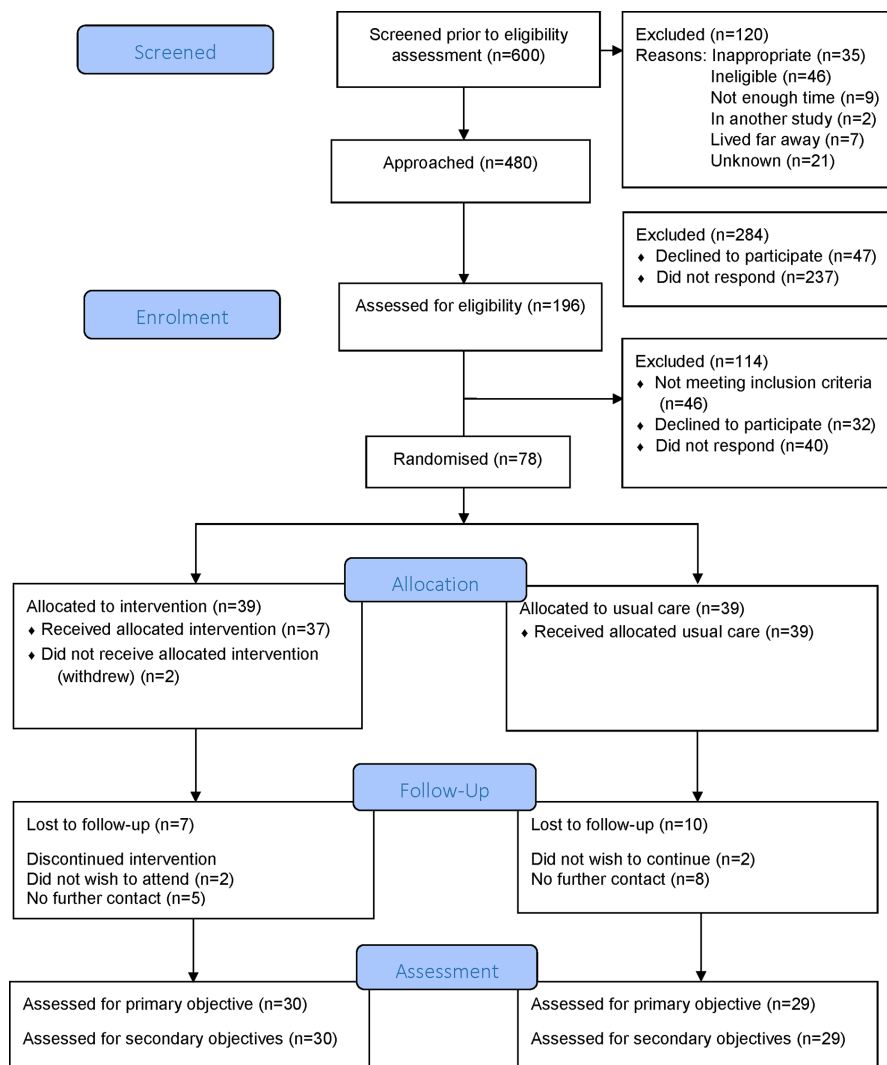 Screened
Screened prior to eligibility
assessment (n=600)
Excluded (n=120)
Reasons: Inappropriate (n=35)
Ineligible (n=46)
Not enough time (n=9)
In another study (n=2)
Lived far away (n=7)
Unknown (n=21)
Approached (n=480)
Excluded (n=284)
♦ Declined to participate (n=47)
♦ Did not respond (n=237)
Enrolment
Assessed for eligibility (n=196)
Excluded (n=114)
♦ Not meeting inclusion criteria
(n=46)
♦ Declined to participate (n=32)
♦ Did not respond (n=40)
Randomised (n=78)
Allocation
Allocated to intervention (n=39)
♦ Received allocated intervention (n=37)
♦ Did not receive allocated intervention
(withdrew) (n=2)
Allocated to usual care (n=39)
♦ Received allocated usual care (n=39)
Follow-Up
Lost to follow-up (n=7)
Discontinued intervention
Did not wish to attend (n=2)
No further contact (n=5)
Lost to follow-up (n=10)
Did not wish to continue (n=2)
No further contact (n=8)
Assessment
Assessed for primary objective (n=30)
Assessed for secondary objectives (n=30)
Assessed for primary objective (n=29)
Assessed for secondary objectives (n=29)